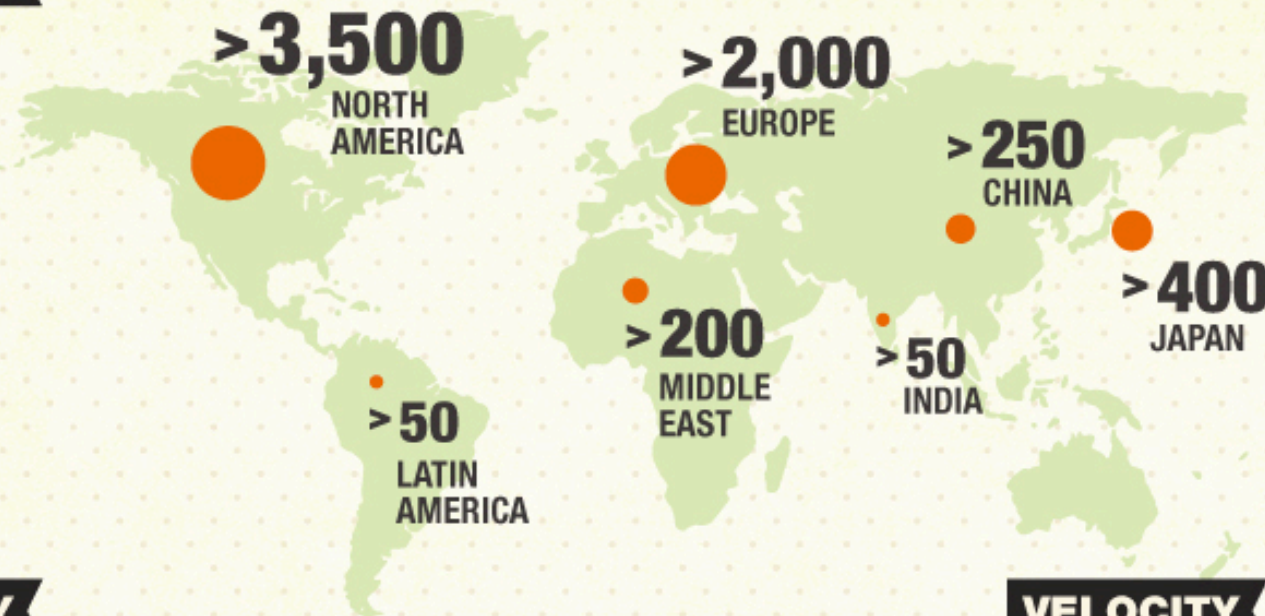 > 3,500
NORTH
AMERICA
> 2,000
EUROPE
> 250
CHINA
> 400
JAPAN
> 200
MIDDLE
EAST
> 50
INDIA
> 50
LATIN
AMERICA
VELOCITY